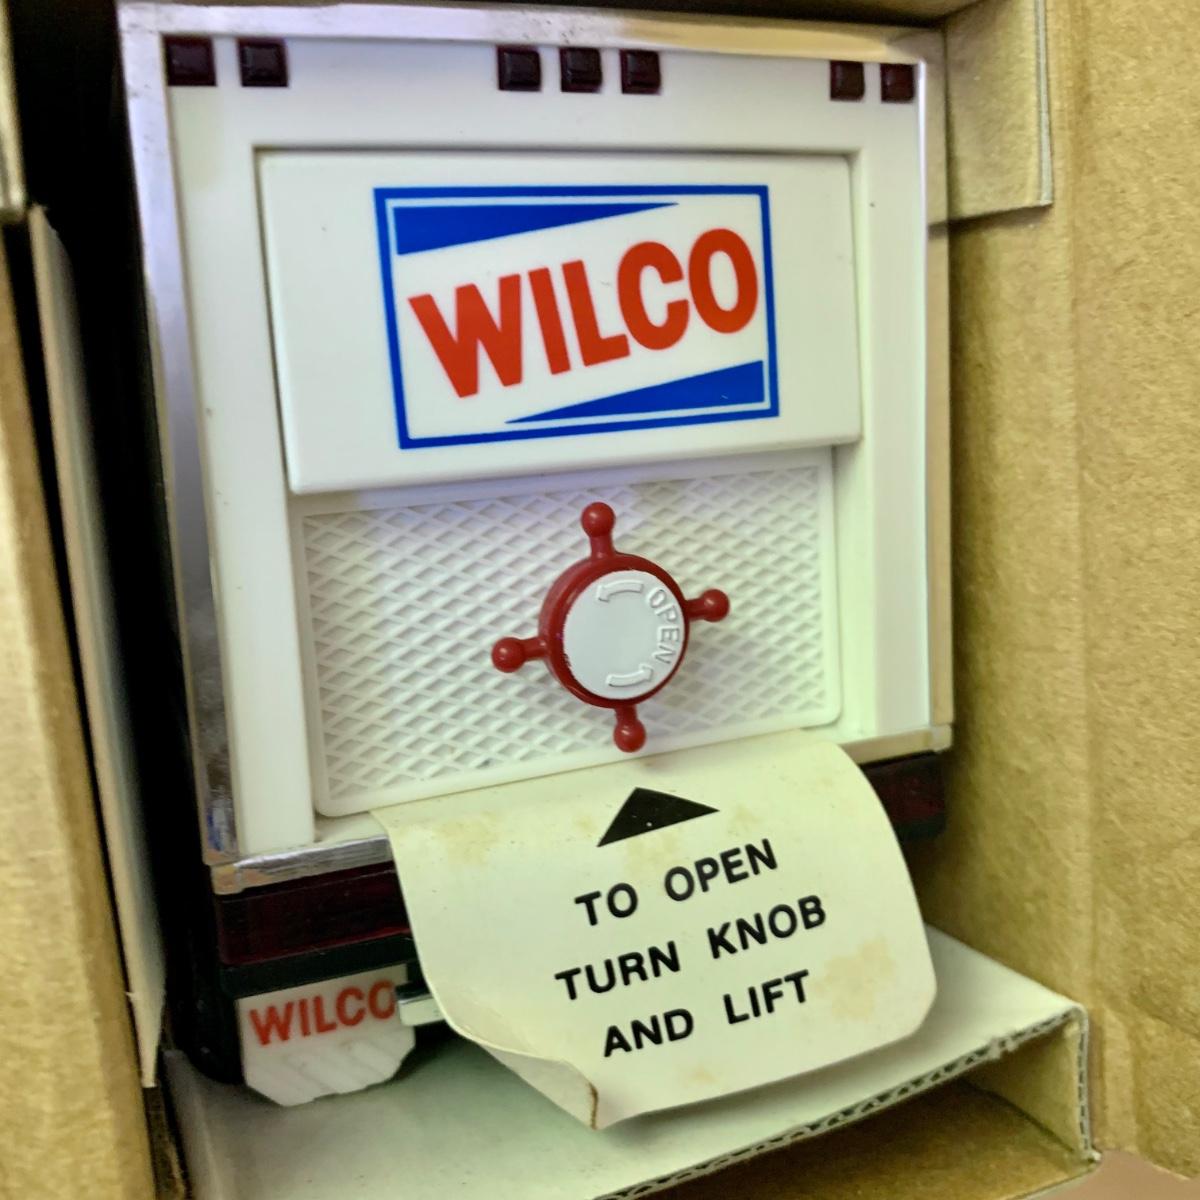 WILCO
OPEN
TO OPEN
TURN KNOB
AND LIFT
WILCO